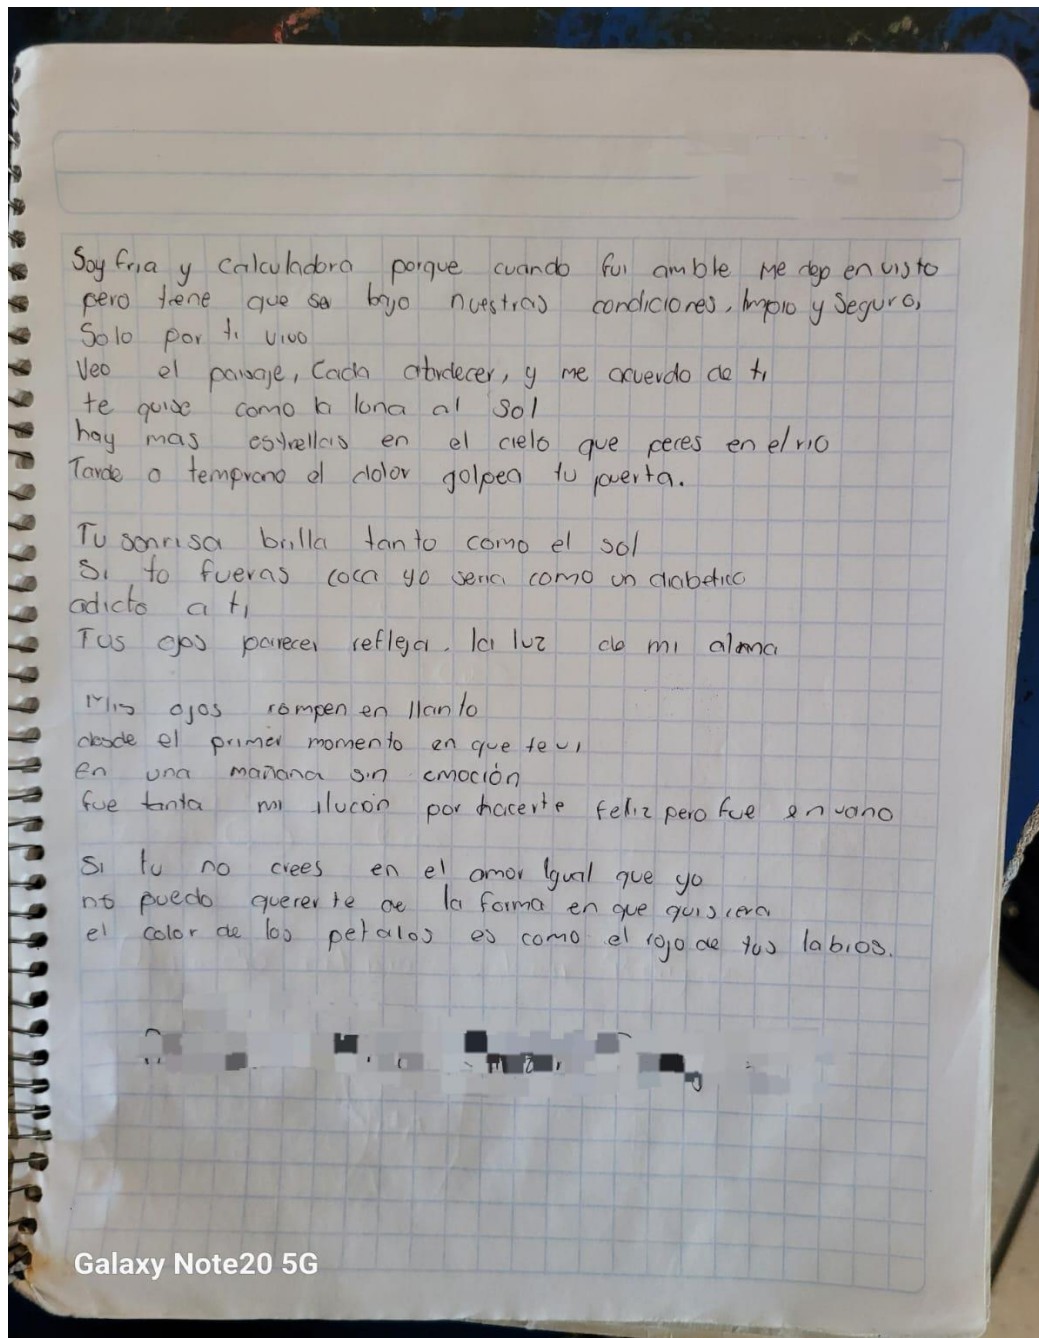 Soy fria y calculadora porque cuando fui amble me dejo en visto
pero tiene que se bajo nuestras condiciones, limpio y seguro,
Solo por ti vivo
Veo el paisaje, Cada atardecer, y me acuerdo de ti
te quise como la luna al sol
hay mas estrellas en el cielo que peces en el rio
Tarde o temprano el dolor golpea tu puerta.
Tu sonrisa brilla tanto como el sol
Si to fueras coca yo seria como un diabetico
adicto a ti
Tus ojos parecer refleja. la luz de mi alma
Mis ojos rompen en llanto
desde el primer momento en que te vi
en una mañana sin emoción
fue tanta mi ilucón por hacerte feliz pero fue en vano
Si tu no crees en el amor Igual que yo
no puedo quererte de la forma en que quisiera
el color de los petalos es como el rojo de tus labios.
Galaxy Note20 5G